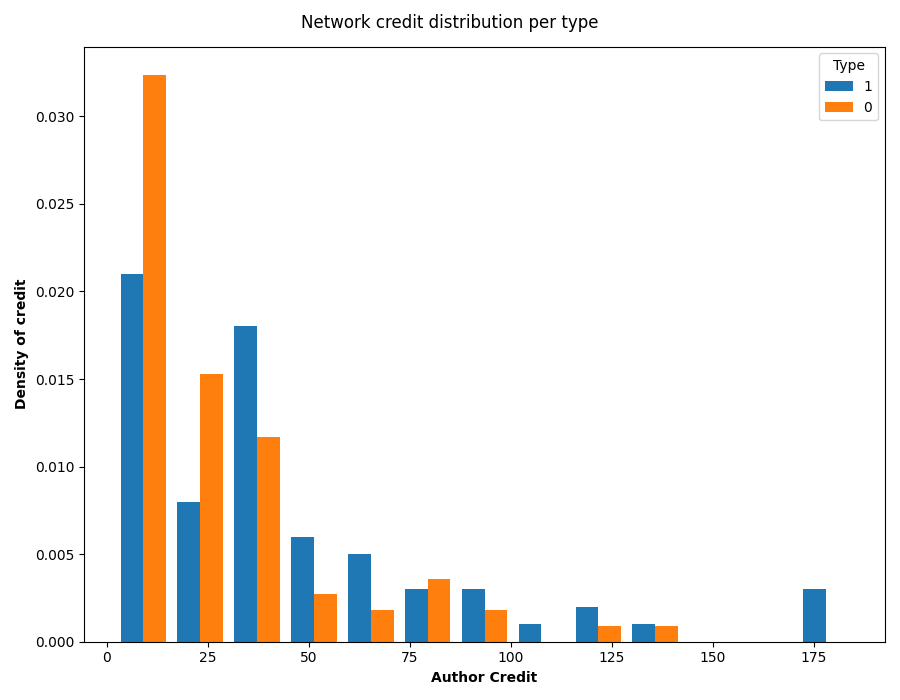 Network credit distribution per type
Type
1
0
0.030
0.025
0.020
0.015
0.010
0.005
0.000
Density of credit
0 25 50 75 100 125 150 175
Author Credit